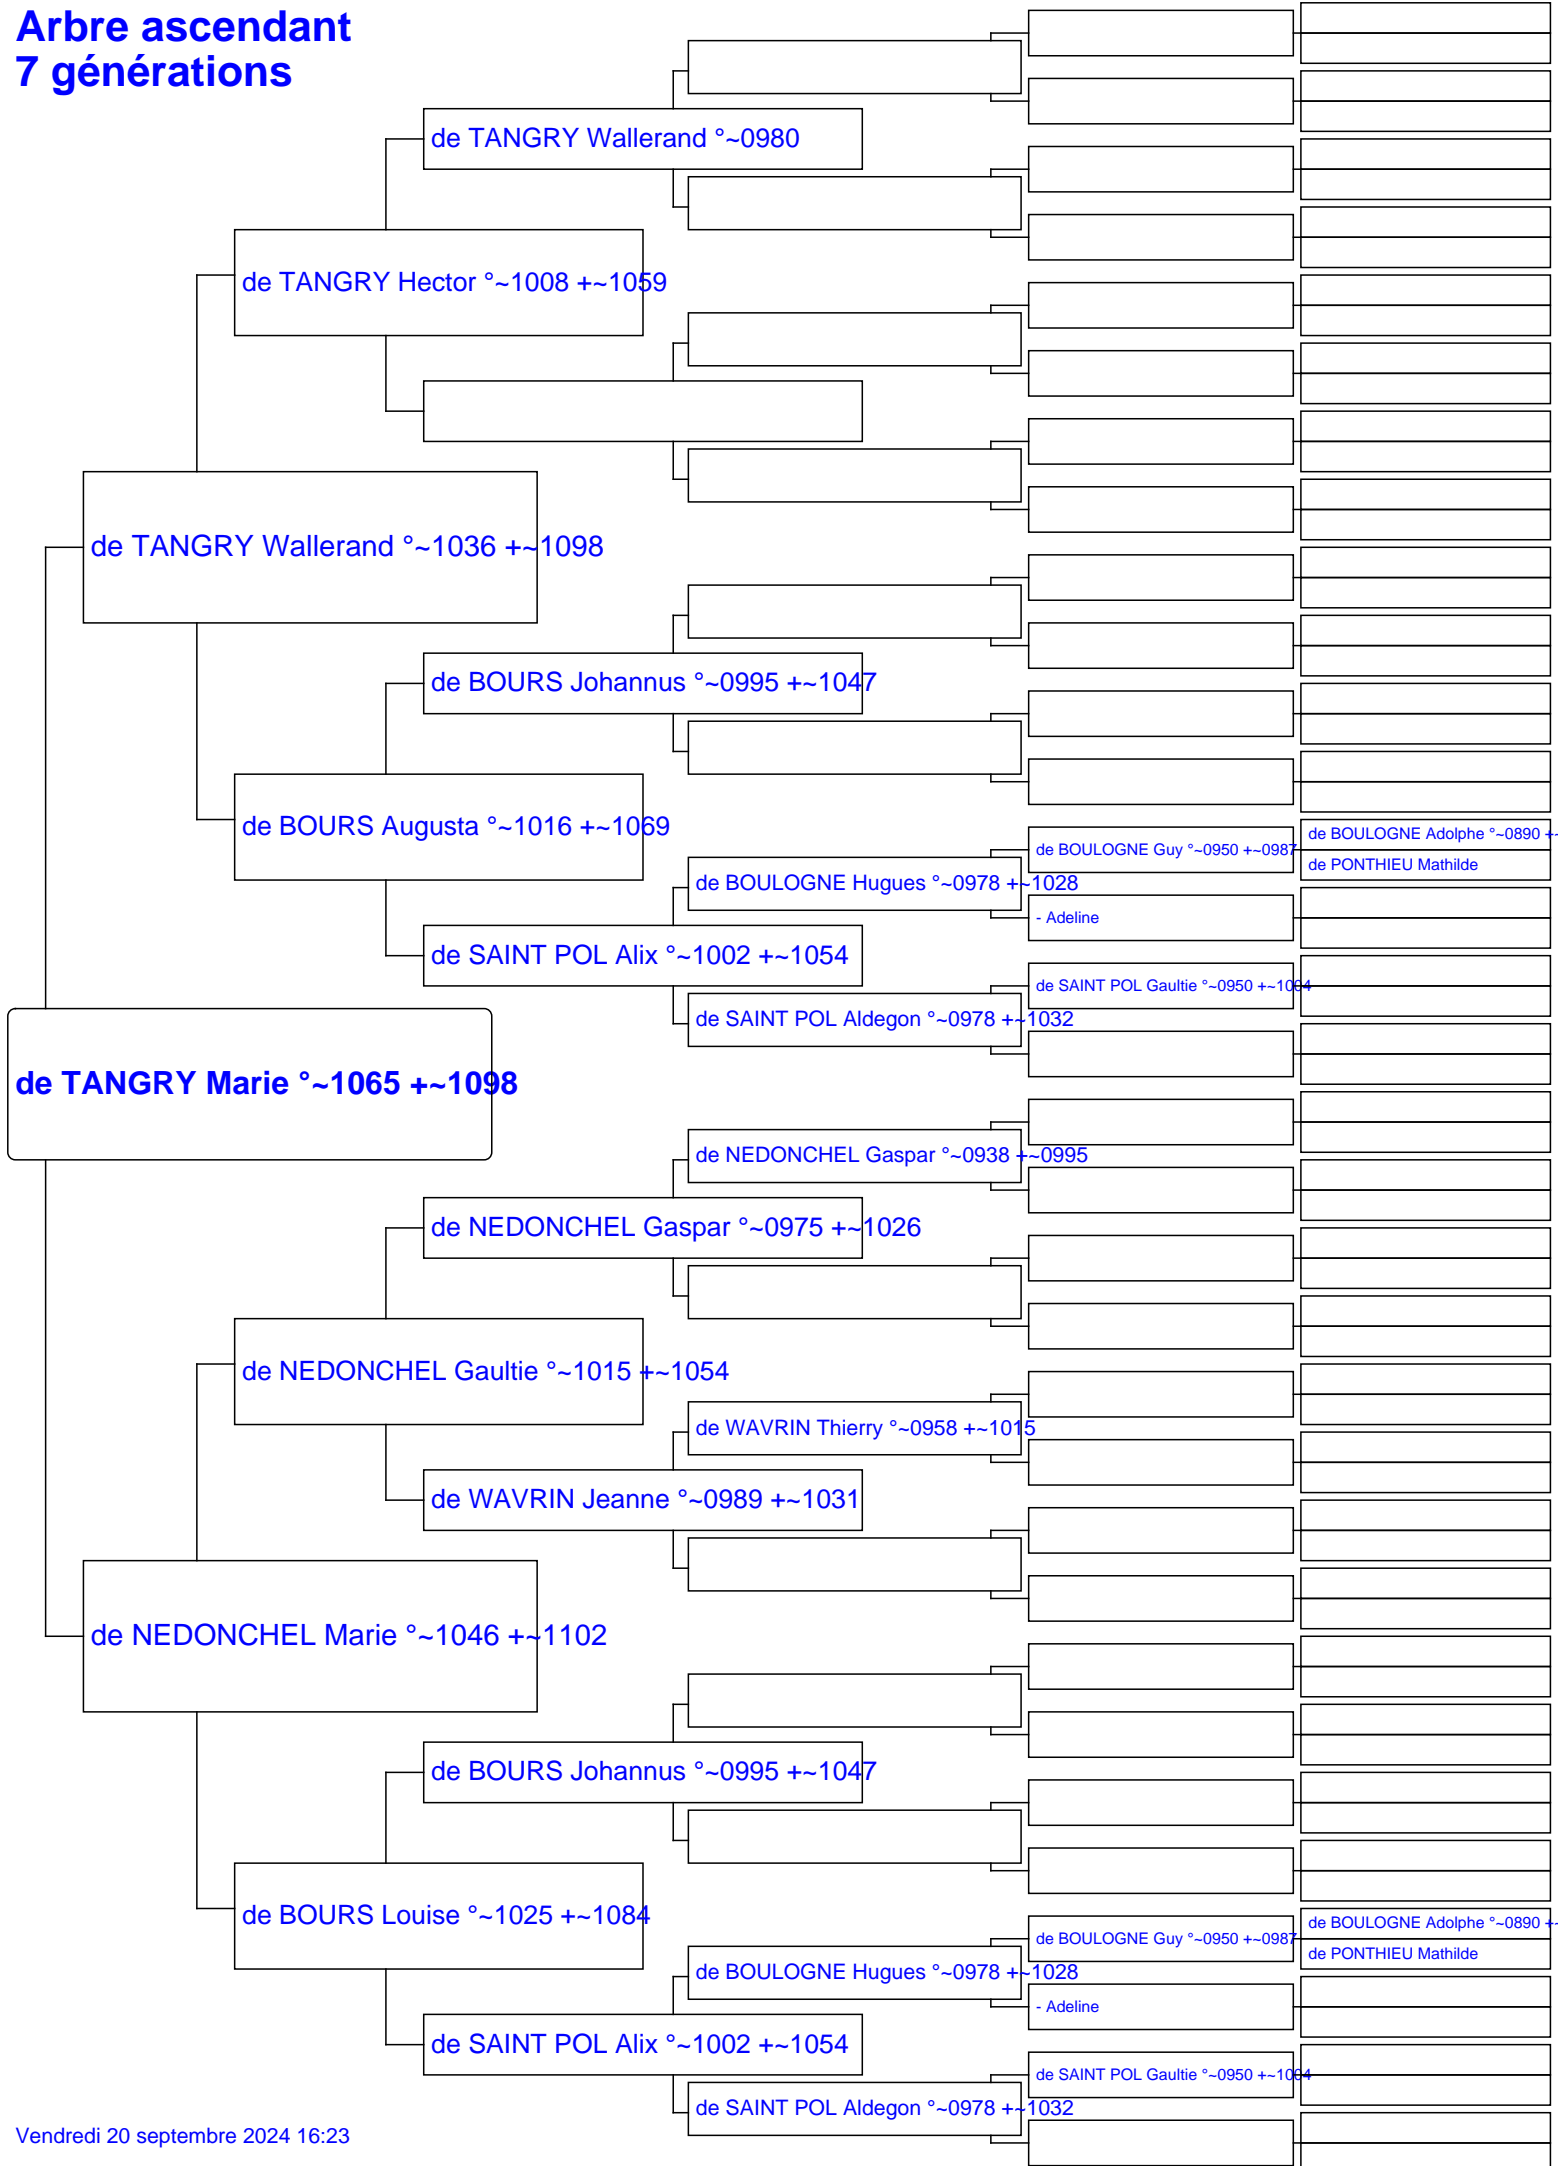 Arbre ascendant
7 générations
de TANGRY Wallerand °~0980
de TANGRY Hector °~1008 +~1059
de TANGRY Wallerand °~1036 +~1098
de BOURS Johannus °~0995 +~1047
de BOURS Augusta °~1016 +~1069
de BOULOGNE Adolphe °~0890 +~
de BOULOGNE Guy °~0950 +~0987
de PONTHIEU Mathilde
de BOULOGNE Hugues °~0978 +~1028
- Adeline
de SAINT POL Alix °~1002 +~1054
de SAINT POL Gaultie °~0950 +~1004
de SAINT POL Aldegon °~0978 +~1032
de TANGRY Marie °~1065 +~1098
de NEDONCHEL Gaspar °~0938 +~0995
de NEDONCHEL Gaspar °~0975 +~1026
de NEDONCHEL Gaultie °~1015 +~1054
de WAVRIN Thierry °~0958 +~1015
de WAVRIN Jeanne °~0989 +~1031
de NEDONCHEL Marie °~1046 +~1102
de BOURS Johannus °~0995 +~1047
de BOURS Louise °~1025 +~1084
de BOULOGNE Adolphe °~0890 +~
de BOULOGNE Guy °~0950 +~0987
de PONTHIEU Mathilde
de BOULOGNE Hugues °~0978 +~1028
- Adeline
de SAINT POL Alix °~1002 +~1054
de SAINT POL Gaultie °~0950 +~1004
de SAINT POL Aldegon °~0978 +~1032
Vendredi 20 septembre 2024 16:23